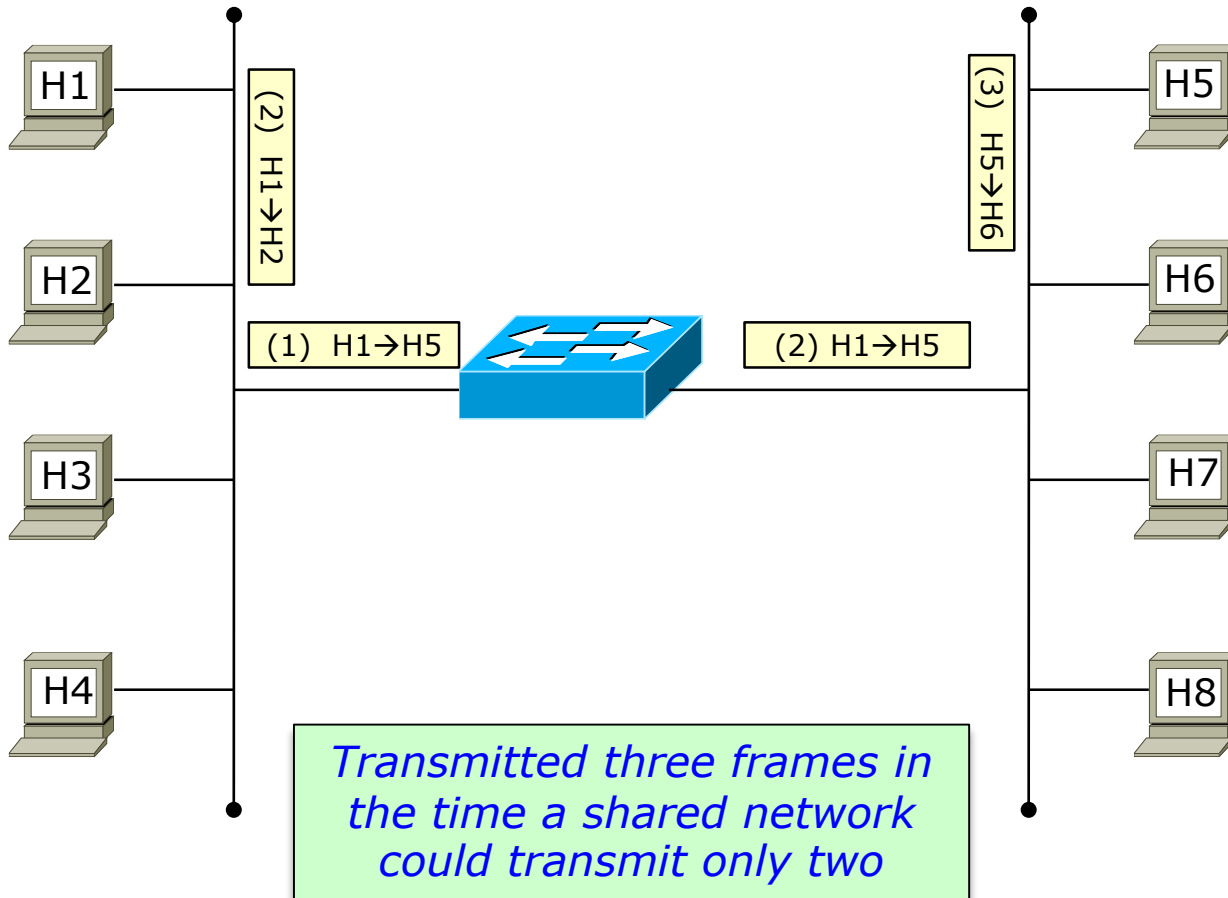 H1
(2) H1→H2
(3) H5→H6
H5
H2
H6
(1) H1→H5
(2) H1→H5
H3
H7
H4
H8
Transmitted three frames in
the time a shared network
could transmit only two